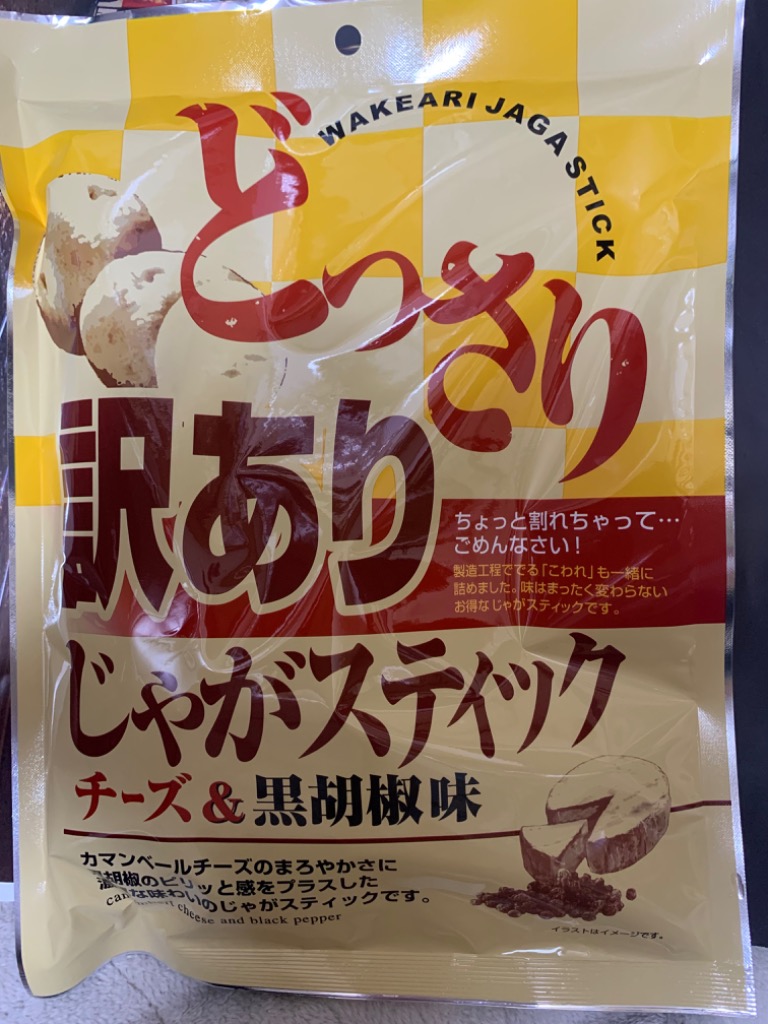 WAKEARI JAGA STICK
どっさり
訳あり
ちょっと割れちゃって…
ごめんなさい！
製造工程ででる「こわれ」も一緒に
詰めました。味はまったく変わらない
お得なじゃがスティックです。
じゃがスティック
チーズ&黒胡椒味
カマンベールチーズのまろやかさに
黒胡椒のピリッと感をプラスした
な味わいのじゃがスティックです。
cheese and black pepper
イラストはイメージです。